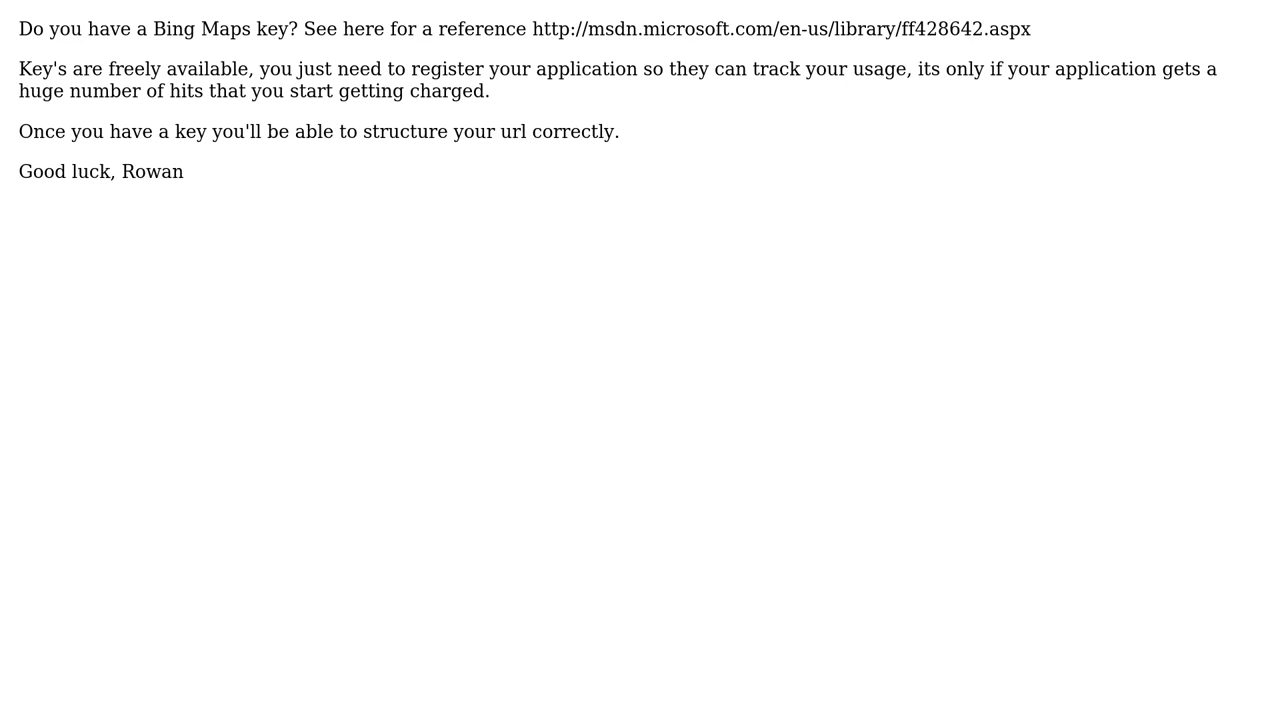 Do you have a Bing Maps key? See here for a reference http://msdn.microsoft.com/en-us/library/ff428642.aspx
Key's are freely available, you just need to register your application so they can track your usage, its only if your application gets a
huge number of hits that you start getting charged.
Once you have a key you'll be able to structure your url correctly.
Good luck, Rowan